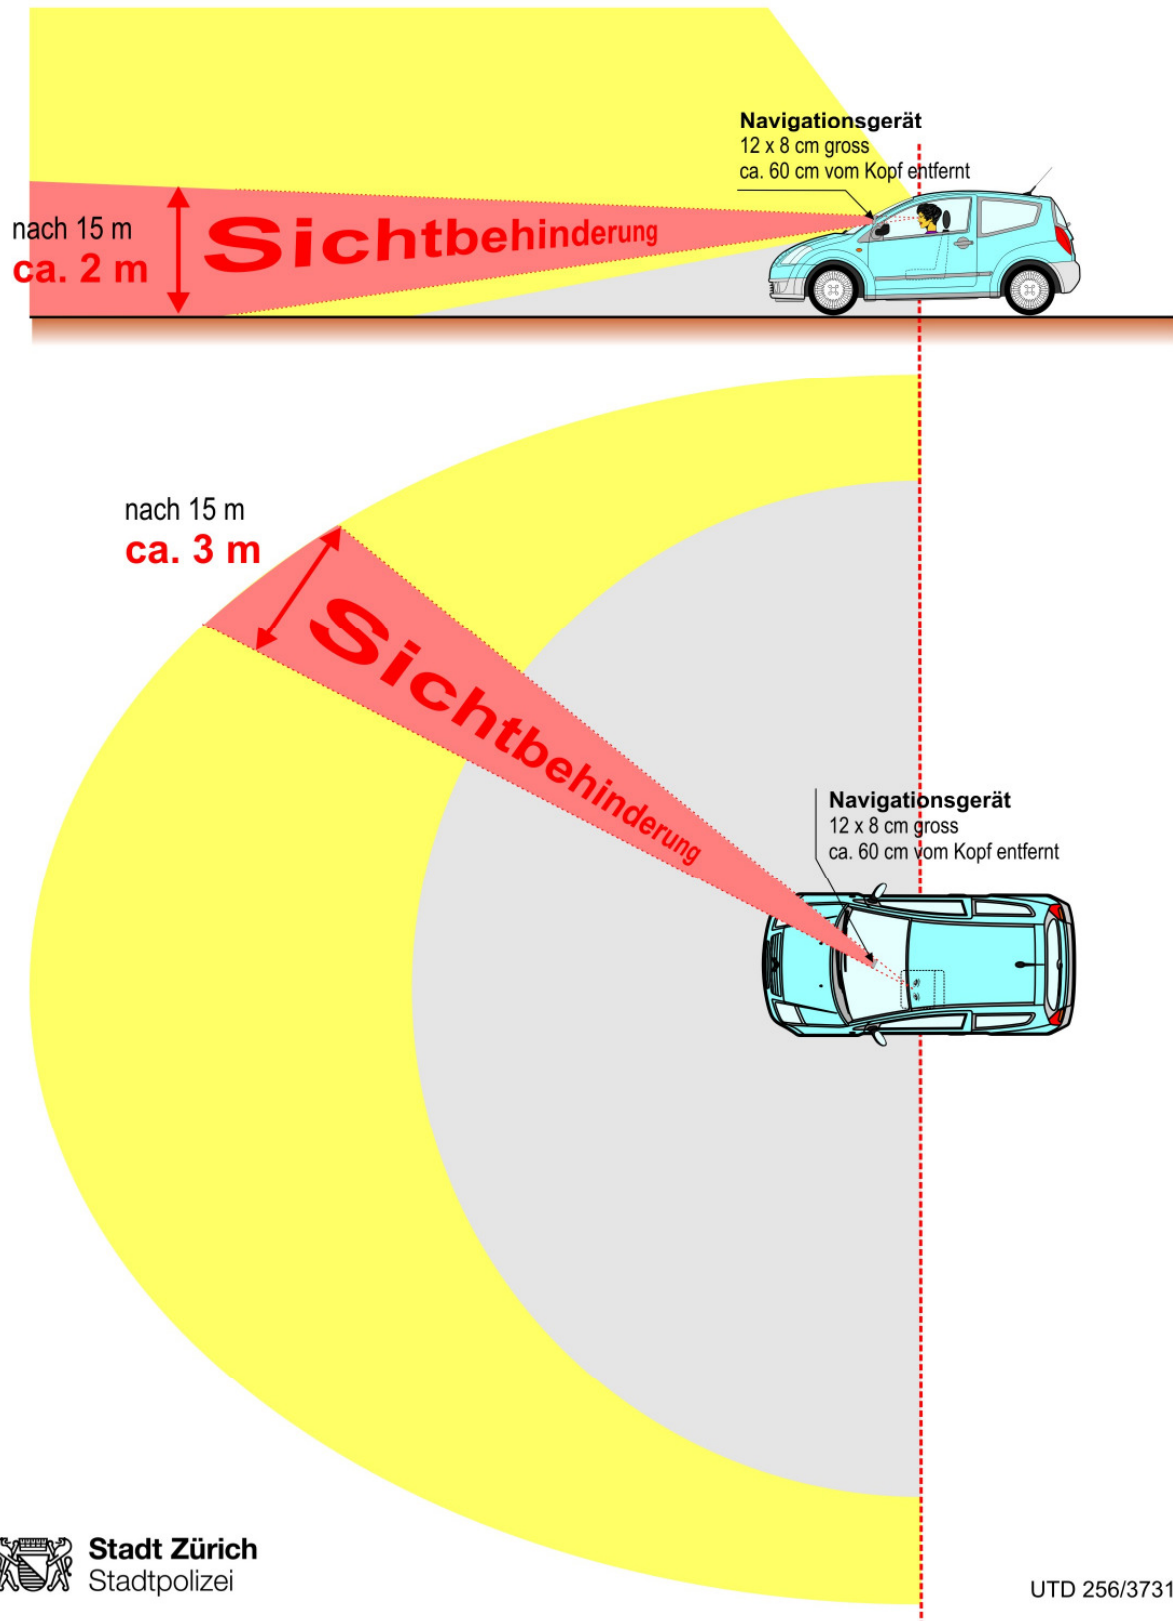 Navigationsgerät
12 x 8 cm gross
ca. 60 cm vom Kopf entfernt
nach 15 m
ca. 2 m
Sichtbehinderung
nach 15 m
ca. 3 m
Sichtbehinderung
Navigationsgerät
12 x 8 cm gross
ca. 60 cm vom Kopf entfernt
Stadt Zürich
Stadtpolizei
UTD 256/3731